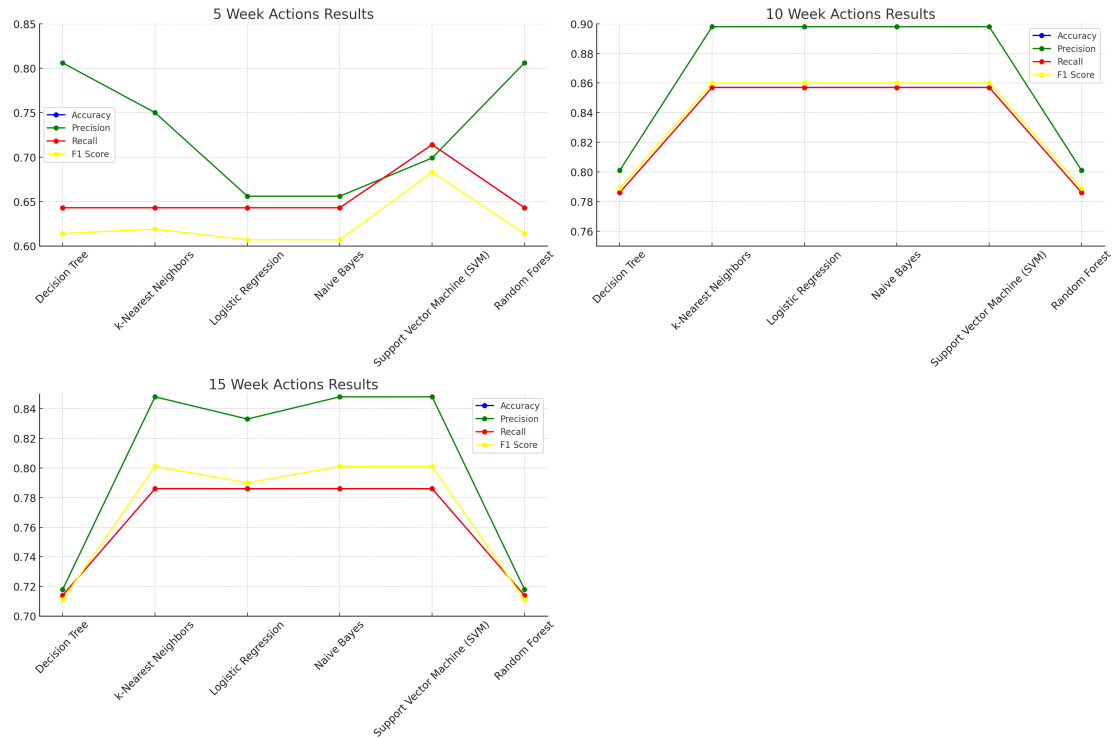 5 Week Actions Results
0.85
0.80
0.75
0.70
0.65
0.60
Accuracy
Precision
Recall
F1 Score
Decision Tree
k-Nearest Neighbors
Logistic Regression
Naive Bayes
Support Vector Machine (SVM)
Random Forest
10 Week Actions Results
0.90
0.88
0.86
0.84
0.82
0.80
0.78
0.76
Accuracy
Precision
Recall
F1 Score
Decision Tree
k-Nearest Neighbors
Logistic Regression
Naive Bayes
Support Vector Machine (SVM)
Random Forest
15 Week Actions Results
0.84
0.82
0.80
0.78
0.76
0.74
0.72
0.70
Accuracy
Precision
Recall
F1 Score
Decision Tree
k-Nearest Neighbors
Logistic Regression
Naive Bayes
Support Vector Machine (SVM)
Random Forest